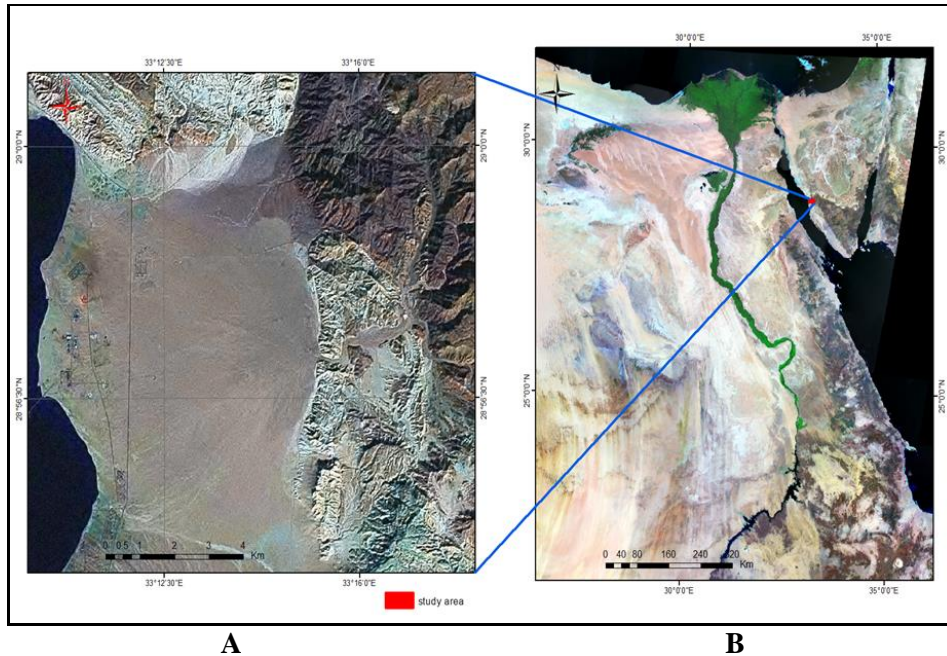 33°12'30"E 33°16'0"E
29°0'0"N 29°0'0"N
28°56'30"N 28°56'30"N
0 0.5 1 2 3 4
Km
33°12'30"E 33°16'0"E
study area
A
30°0'0"E 35°0'0"E
30°0'0"N 30°0'0"N
25°0'0"N 25°0'0"N
0 40 80 160 240 320
Km
30°0'0"E 35°0'0"E
B